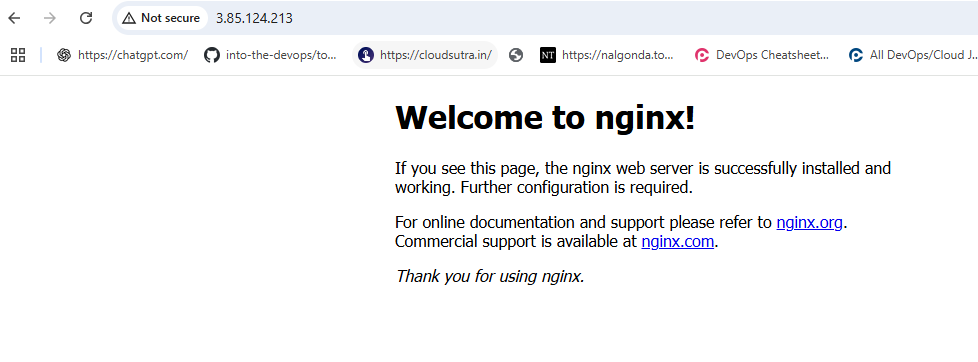 Not secure 3.85.124.213
https://chatgpt.com/ into-the-devops/to... https://cloudsutra.in/ NT https://nalgonda.to... DevOps Cheatsheet... All DevOps/Cloud J...
Welcome to nginx!
If you see this page, the nginx web server is successfully installed and
working. Further configuration is required.
For online documentation and support please refer to nginx.org.
Commercial support is available at nginx.com.
Thank you for using nginx.